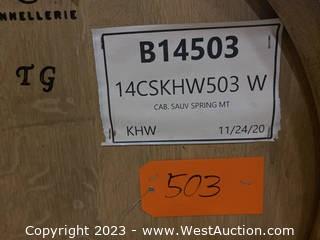 NNELLERIE
TG
B14503
14CSKHW503 W
CAB. SAUV SPRING MT
KHW 11/24/20
503
Copyright 2023 - www.WestAuction.com